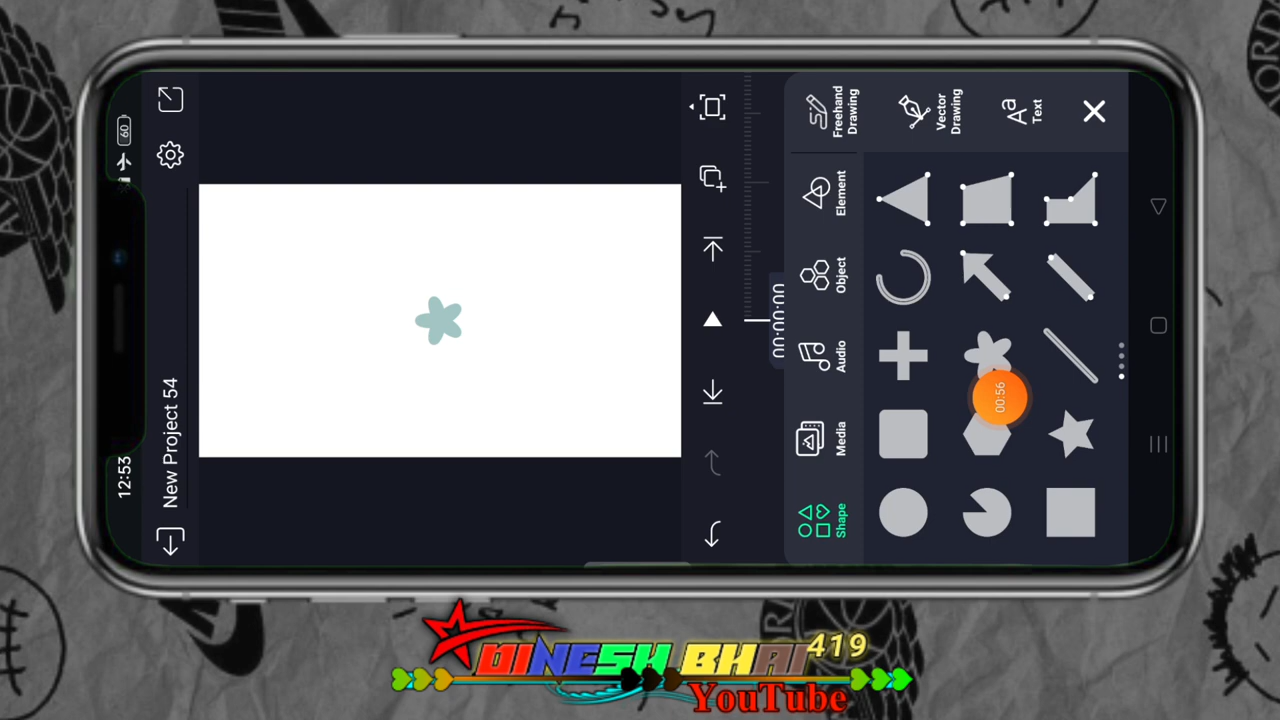 12:53
60
New Project 54
00:00:00
Shape
Media
Audio
Object
Element
Freehand
Drawing
Vector
Drawing
Text
00:56
DINESH BHAI 419
YouTube